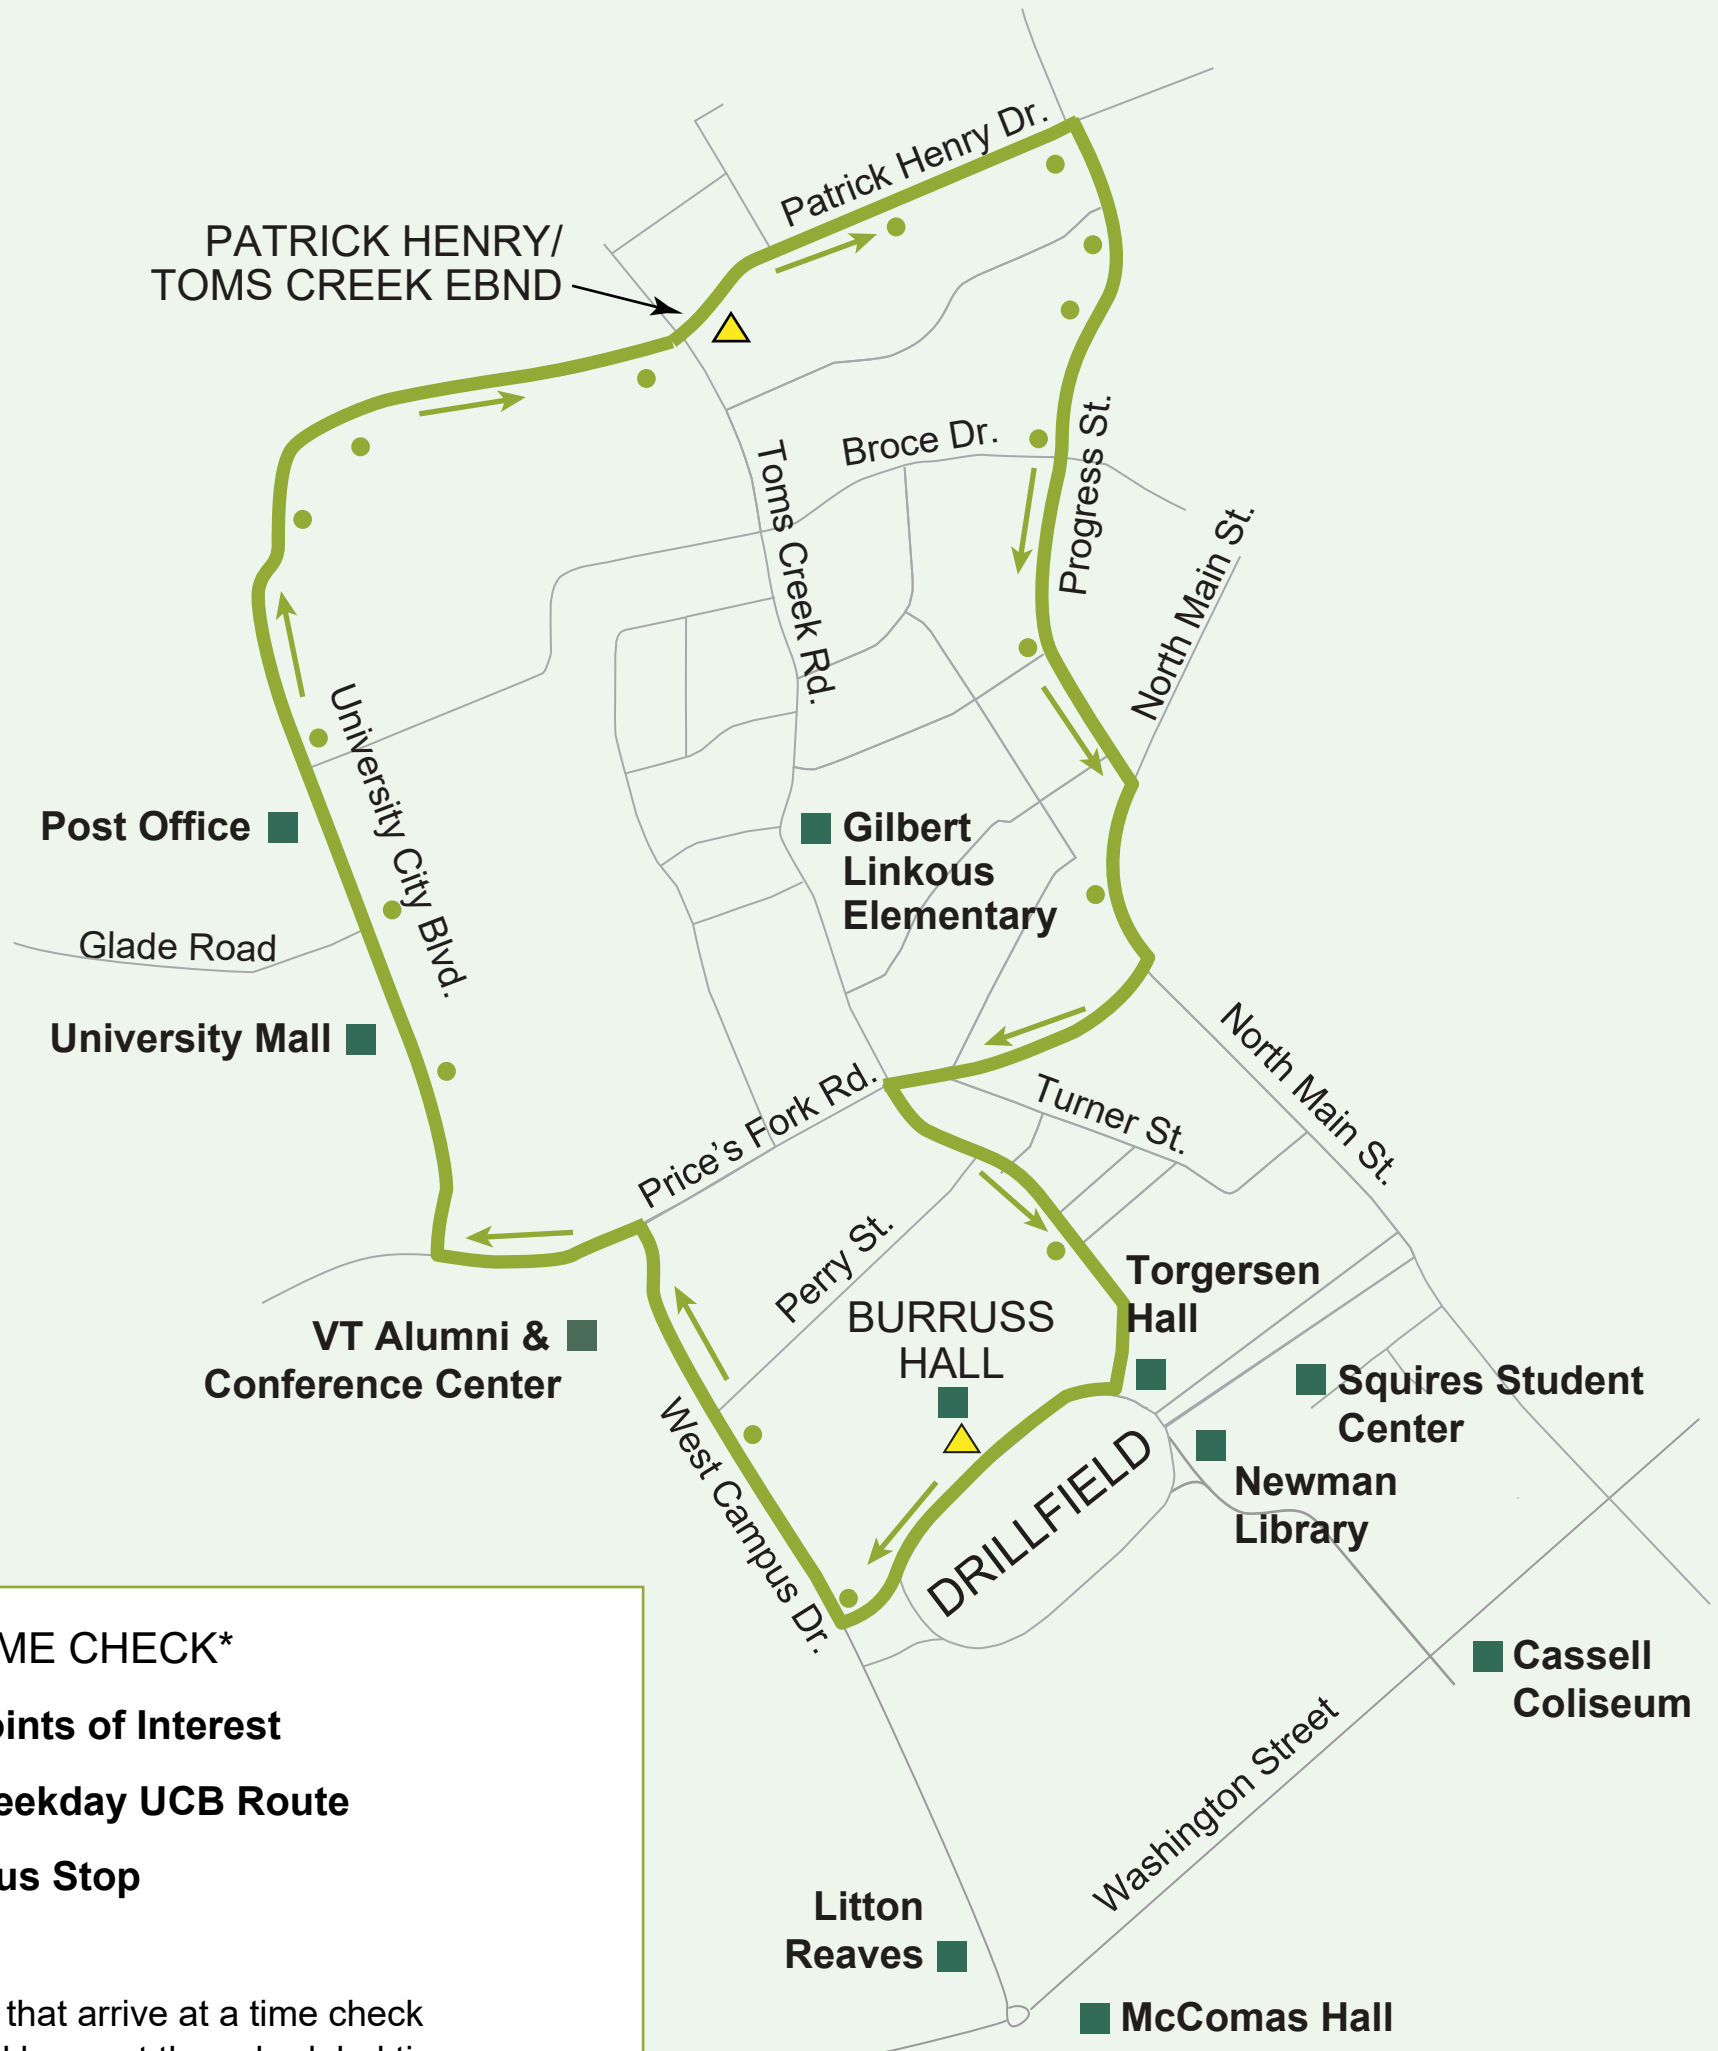 Patrick Henry Dr.
PATRICK HENRY/
TOMS CREEK EBND
Broce Dr.
Progress St.
Toms Creek Rd.
North Main St.
University City Blvd.
Post Office
Gilbert
Linkous
Elementary
Glade Road
University Mall
North Main St.
Price's Fork Rd.
Turner St.
Perry St.
Torgersen
Hall
BURRUSS
HALL
VT Alumni &
Conference Center
Squires Student
Center
West Campus Dr.
DRILLFIELD
Newman
Library
ME CHECK*
Cassell
Coliseum
oints of Interest
eekday UCB Route
us Stop
Washington Street
Litton
Reaves
that arrive at a time check
McComas Hall